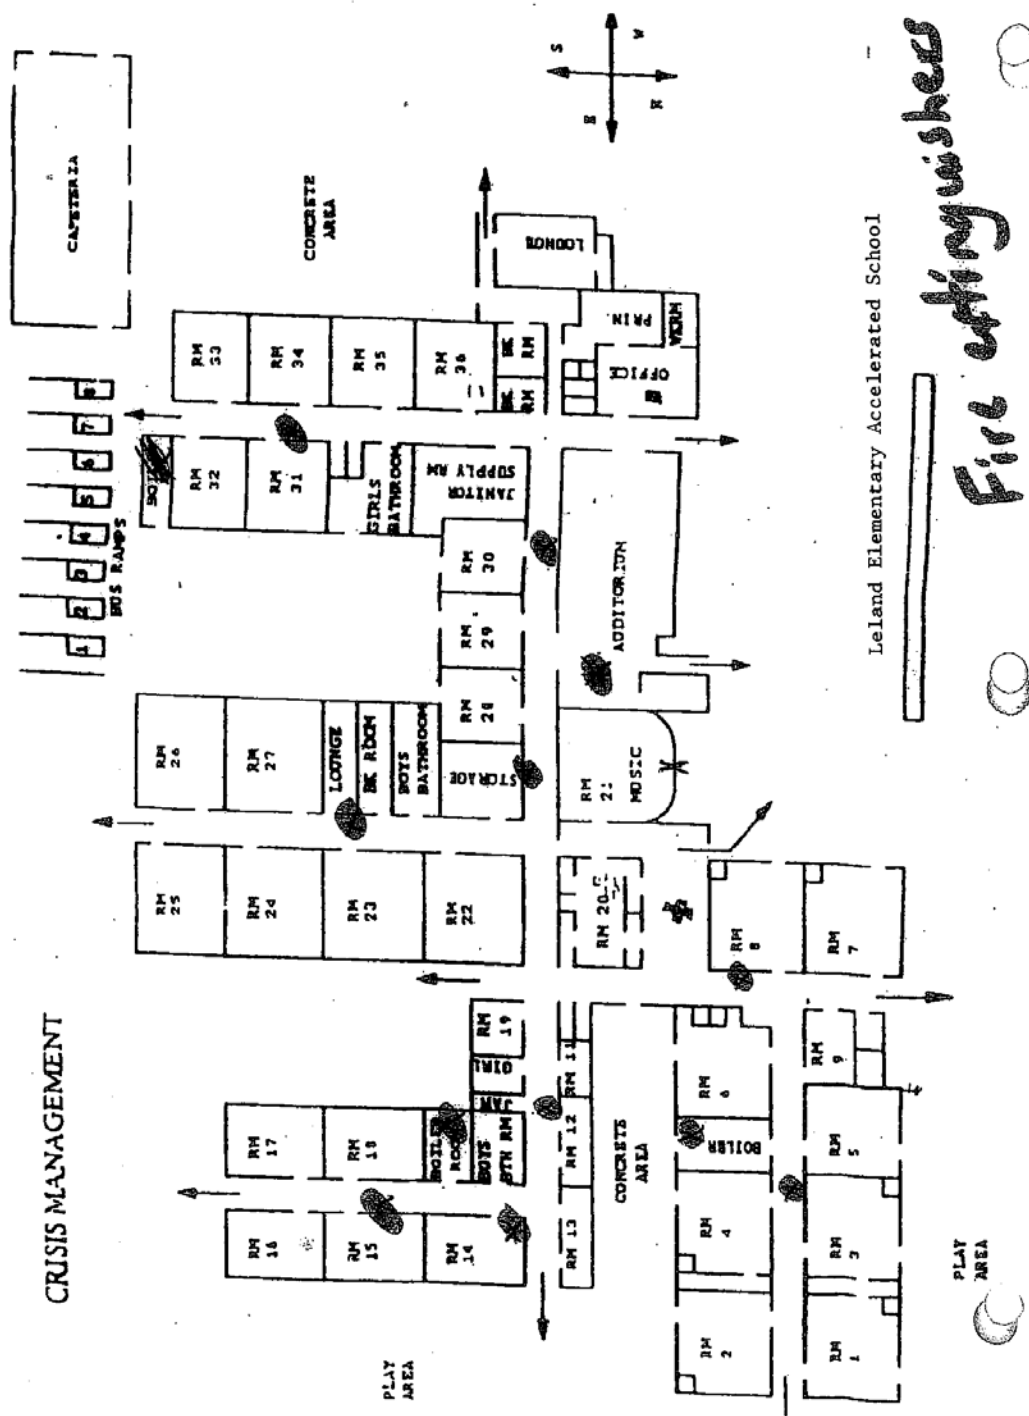 CRISIS MANAGEMENT
CAFETERIA
1
2
3
4
5
6
7
8
BUS RAMPS
CONCRETE
AREA
S
W
E
N
RM
33
RM
34
RM
35
RM
36
BK
RM
BK
RM
LOUNGE
PRIN.
WKRM
OFFICE
RM
32
RM
31
GIRLS
BATHROOM
JANITOR
SUPPLY RM
RM
30
RM
29
RM
28
STORAGE
AUDITORIUM
RM
26
RM
27
LOUNGE
BK ROOM
BOYS
BATHROOM
RM
21
MUSIC
RM
25
RM
24
RM
23
RM
22
RM 20
RM
8
RM
7
RM
17
RM
18
BOILER
ROOM
BOYS
BTH RM
JAN
GIRL
RM
19
RM 11
RM 12
RM 13
RM
16
RM
15
RM
14
CONCRETE
AREA
RM
6
BOILER
RM
4
RM
2
RM
9
RM
5
RM
3
RM
1
PLAY
AREA
PLAY
AREA
Leland Elementary Accelerated School
Fire extinguishers